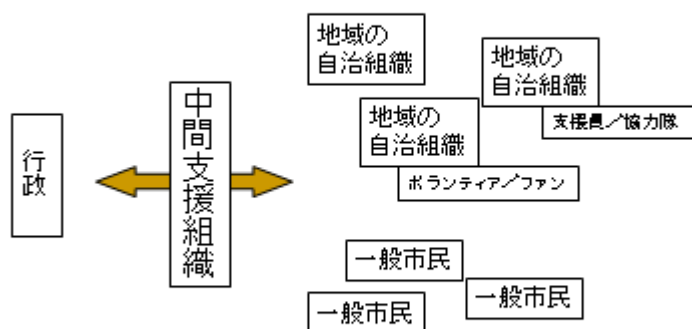 行政
中間支援組織
地域の
自治組織
地域の
自治組織
支援員／協力隊
地域の
自治組織
ボランティア／ファン
一般市民
一般市民
一般市民